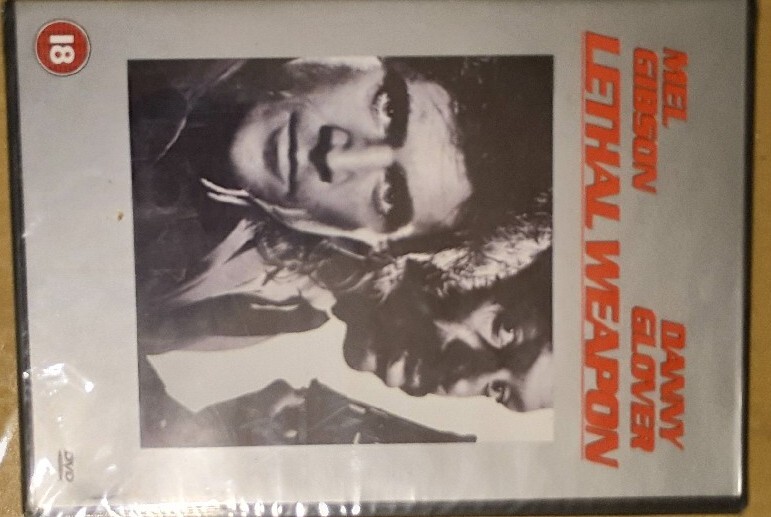 MEL
GIBSON
DANNY
GLOVER
LETHAL WEAPON
18
DVD